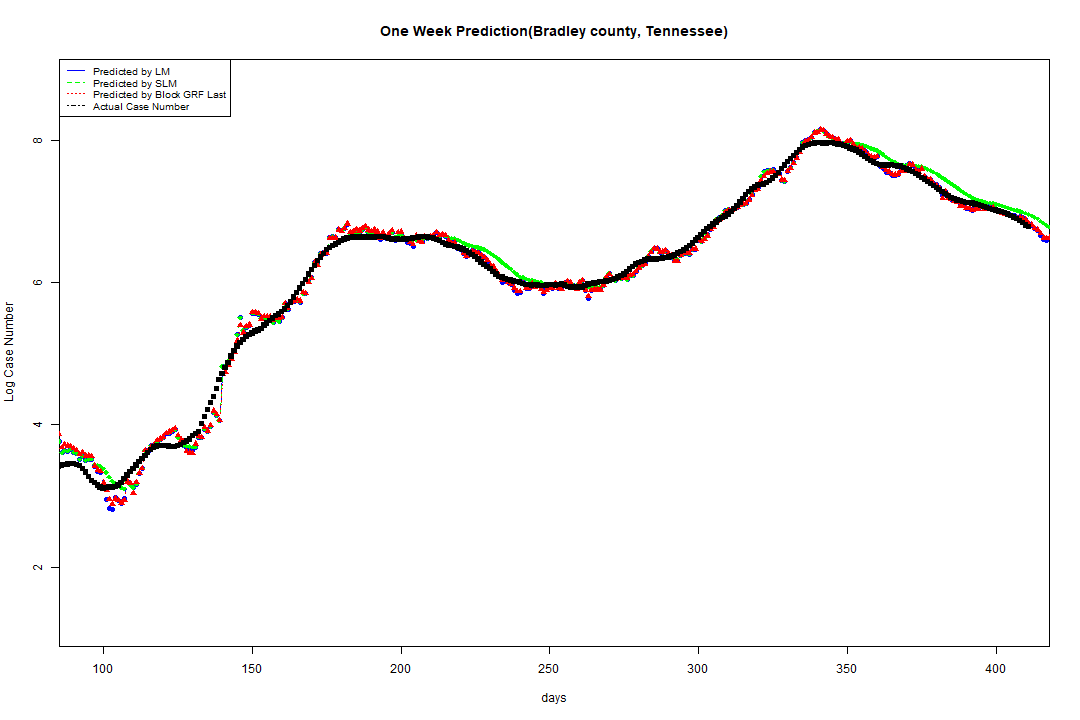 One Week Prediction(Bradley county, Tennessee)
Predicted by LM
Predicted by SLM
Predicted by Block GRF Last
Actual Case Number
8
6
4
2
Log Case Number
100 150 200 250 300 350 400
days